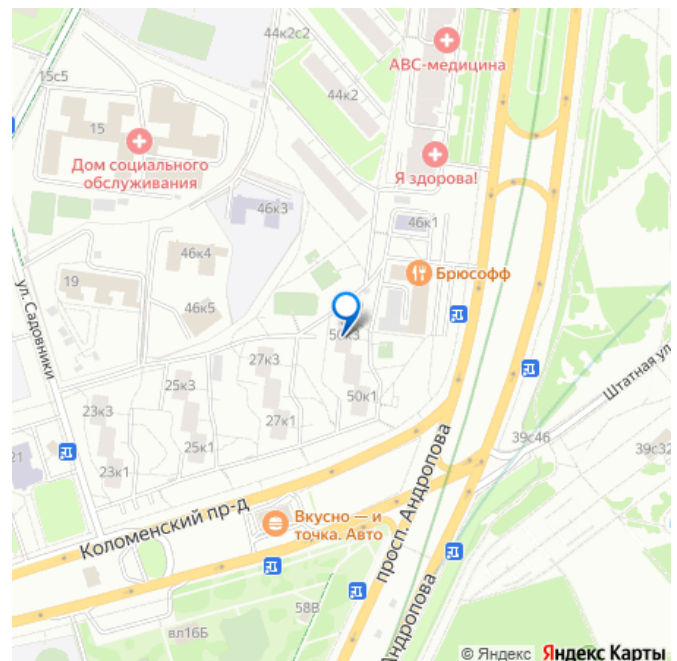 44к2с2
АВС-медицина
15с5
44к2
15
Дом социального
обслуживания
Я здорова!
46к3
46к1
46к4
Брюсофф
19
46к5
ул. Садовники
50к3
27к3
Штатная ул.
25к3
50к1
23к3
27к1
39с46
21
25к1
39с32
23к1
просп. Андропова
Коломенский пр-д
Вкусно — и
точка. Авто
58В
вл16Б
Андропова
© Яндекс Яндекс Карты